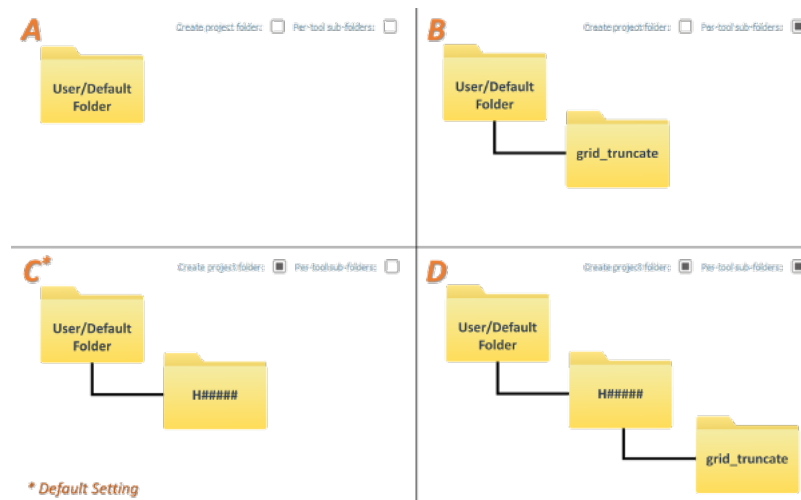 A
Create project folder: Per-tool sub-folders:
User/Default
Folder
B
Create project folder: Per-tool sub-folders:
User/Default
Folder
grid_truncate
C*
Create project folder: Per-tool sub-folders:
User/Default
Folder
H#####
* Default Setting
D
Create project folder: Per-tool sub-folders:
User/Default
Folder
H#####
grid_truncate